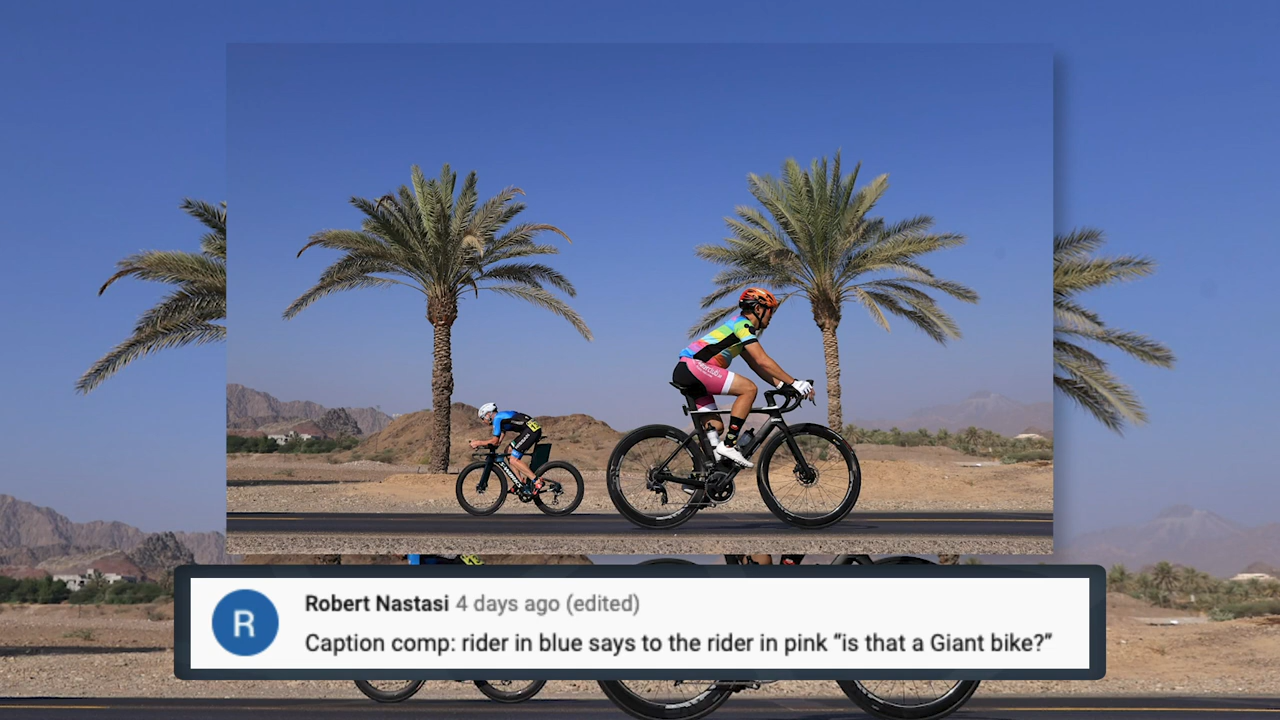 R
Robert Nastasi 4 days ago (edited)
Caption comp: rider in blue says to the rider in pink “is that a Giant bike?”